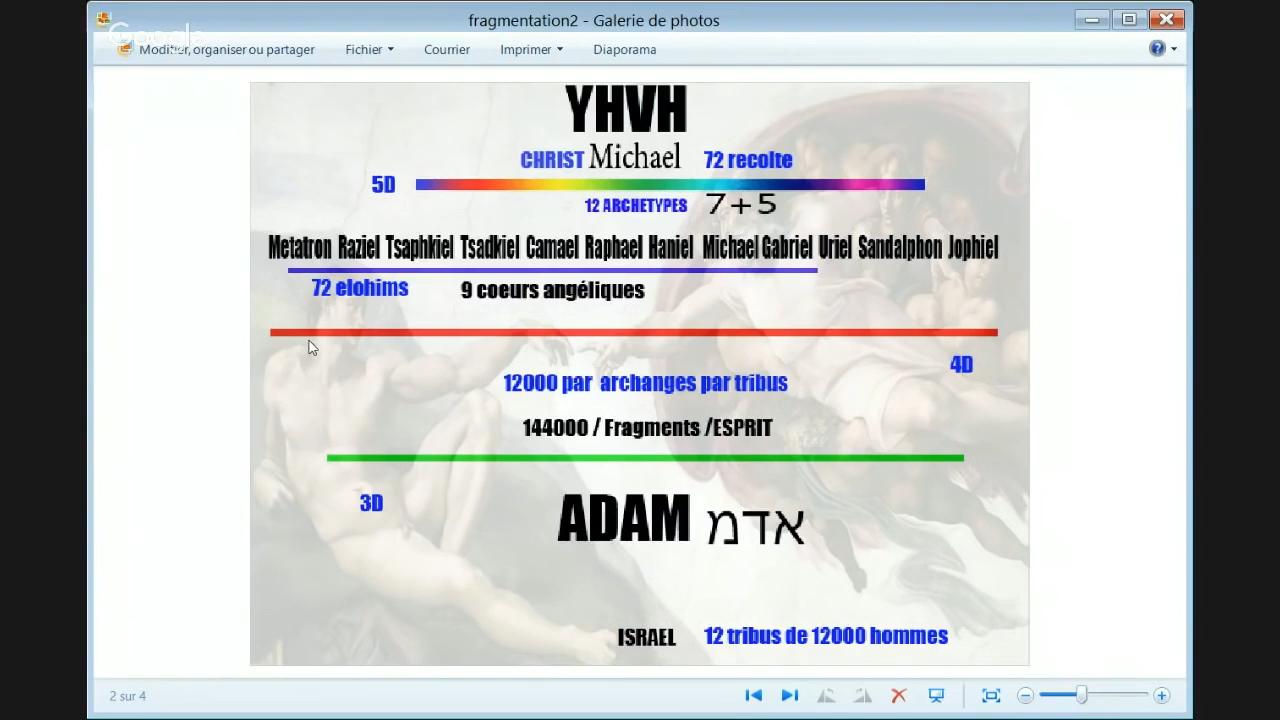 fragmentation2 - Galerie de photos
Google
Modifier, organiser ou partager Fichier Courrier Imprimer Diaporama
YHVH
CHRIST Michael 72 recolte
5D
12 ARCHETYPES 7+5
Metatron Raziel Tsaphkiel Tsadkiel Camael Raphael Haniel Michael Gabriel Uriel Sandalphon Jophiel
72 elohims 9 coeurs angéliques
4D
12000 par archanges par tribus
144000 / Fragments /ESPRIT
3D
ADAM אדמ
ISRAEL 12 tribus de 12000 hommes
2 sur 4